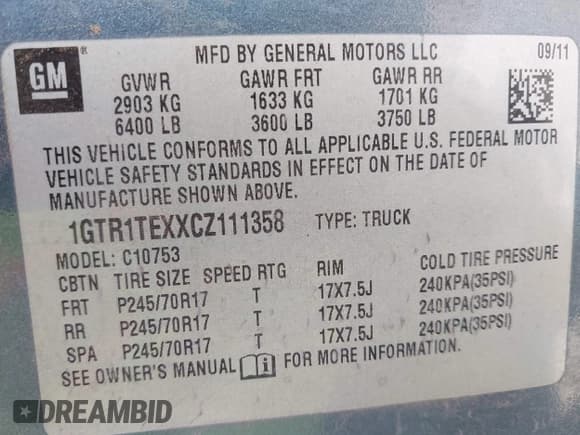 GM
MFD BY GENERAL MOTORS LLC 09/11
GVWR GAWR FRT GAWR RR
2903 KG 1633 KG 1701 KG
6400 LB 3600 LB 3750 LB
THIS VEHICLE CONFORMS TO ALL APPLICABLE U.S. FEDERAL MOTOR
VEHICLE SAFETY STANDARDS IN EFFECT ON THE DATE OF
MANUFACTURE SHOWN ABOVE.
1GTR1TEXXCZ111358 TYPE: TRUCK
MODEL: C10753
CBTN TIRE SIZE SPEED RTG RIM COLD TIRE PRESSURE
FRT P245/70R17 T 17X7.5J 240KPA(35PSI)
RR P245/70R17 T 17X7.5J 240KPA(35PSI)
SPA P245/70R17 T 17X7.5J 240KPA(35PSI)
SEE OWNER'S MANUAL FOR MORE INFORMATION.
DREAMBID